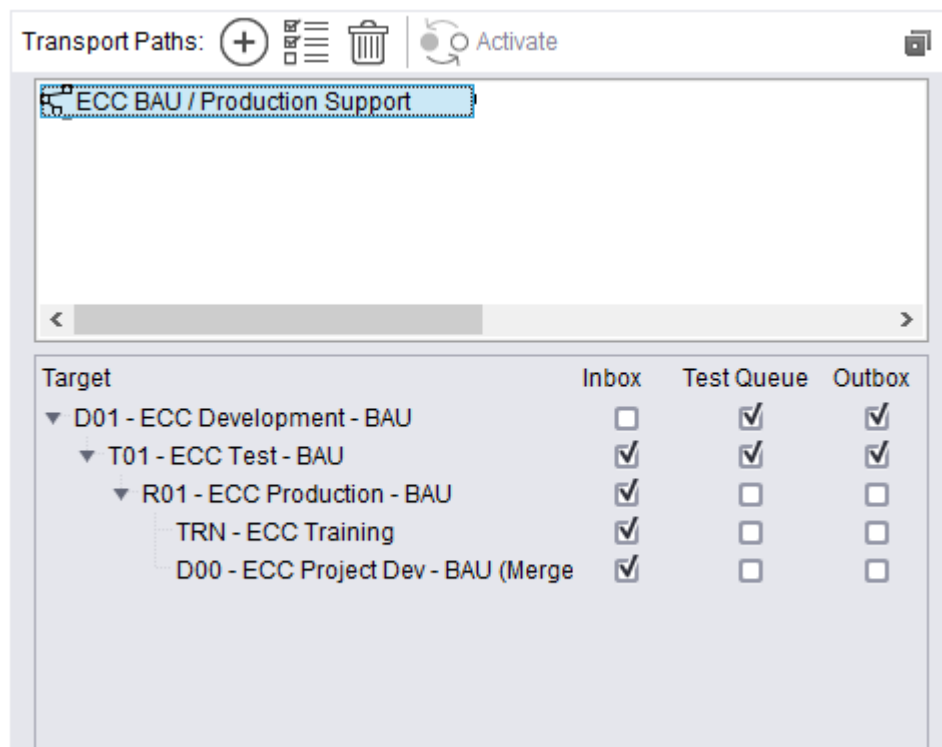 Transport Paths: Activate
ECC BAU / Production Support
Target Inbox Test Queue Outbox
D01 - ECC Development - BAU
T01 - ECC Test - BAU
R01 - ECC Production - BAU
TRN - ECC Training
D00 - ECC Project Dev - BAU (Merge